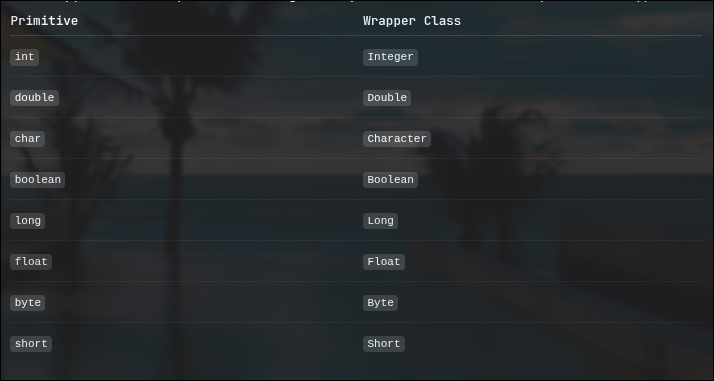 Primitive Wrapper Class
int Integer
double Double
char Character
boolean Boolean
long Long
float Float
byte Byte
short Short